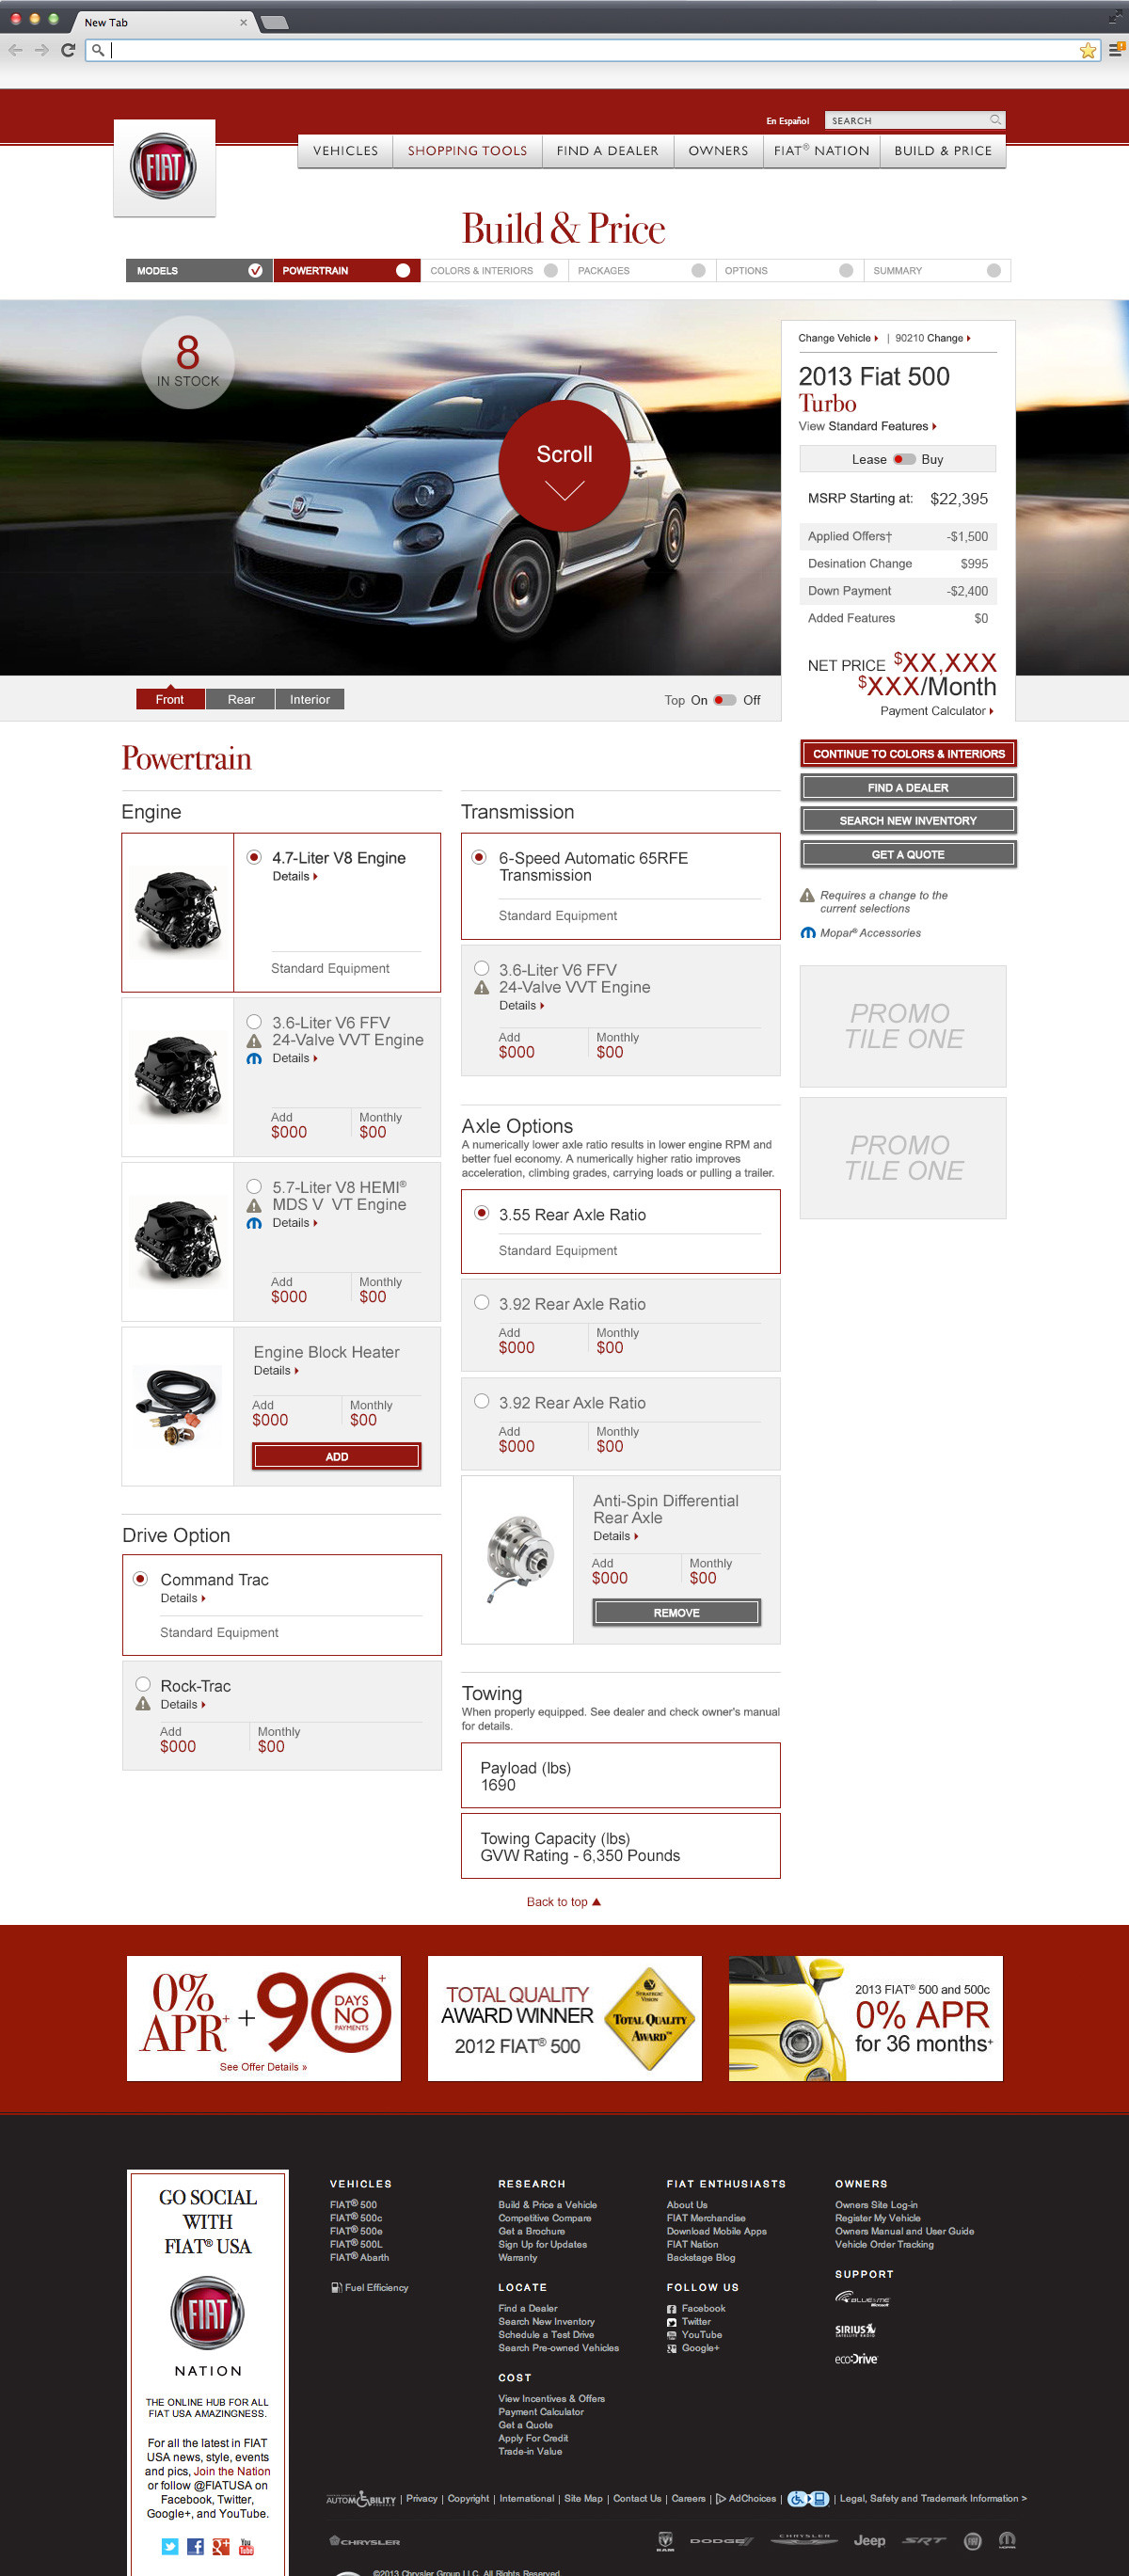 New Tab
En Español
SEARCH
FIAT
VEHICLES
SHOPPING TOOLS
FIND A DEALER
OWNERS
FIAT® NATION
BUILD & PRICE
Build & Price
MODELS
POWERTRAIN
COLORS & INTERIORS
PACKAGES
OPTIONS
SUMMARY
8
IN STOCK
Scroll
Change Vehicle | 90210 Change
2013 Fiat 500
Turbo
View Standard Features
Lease Buy
MSRP Starting at: $22,395
Applied Offers† -$1,500
Desination Change $995
Down Payment -$2,400
Added Features $0
NET PRICE $XX,XXX
$XXX/Month
Payment Calculator
Front
Rear
Interior
Top On Off
CONTINUE TO COLORS & INTERIORS
FIND A DEALER
SEARCH NEW INVENTORY
GET A QUOTE
Requires a change to the
current selections
Mopar® Accessories
PROMO
TILE ONE
PROMO
TILE ONE
Powertrain
Engine
4.7-Liter V8 Engine
Details
Standard Equipment
3.6-Liter V6 FFV
24-Valve VVT Engine
Details
Add Monthly
$000 $00
5.7-Liter V8 HEMI®
MDS V VT Engine
Details
Add Monthly
$000 $00
Engine Block Heater
Details
Add Monthly
$000 $00
ADD
Drive Option
Command Trac
Details
Standard Equipment
Rock-Trac
Details
Add Monthly
$000 $00
Transmission
6-Speed Automatic 65RFE
Transmission
Standard Equipment
3.6-Liter V6 FFV
24-Valve VVT Engine
Details
Add Monthly
$000 $00
Axle Options
A numerically lower axle ratio results in lower engine RPM and
better fuel economy. A numerically higher ratio improves
acceleration, climbing grades, carrying loads or pulling a trailer.
3.55 Rear Axle Ratio
Standard Equipment
3.92 Rear Axle Ratio
Add Monthly
$000 $00
3.92 Rear Axle Ratio
Add Monthly
$000 $00
Anti-Spin Differential
Rear Axle
Details
Add Monthly
$000 $00
REMOVE
Towing
When properly equipped. See dealer and check owner's manual
for details.
Payload (lbs)
1690
Towing Capacity (lbs)
GVW Rating - 6,350 Pounds
Back to top
0%
APR+ + 90+
DAYS
NO
PAYMENTS
See Offer Details »
TOTAL QUALITY
AWARD WINNER
2012 FIAT® 500
STRATEGIC
VISION
TOTAL QUALITY
AWARD™
2013 FIAT® 500 and 500c
0% APR
for 36 months+
GO SOCIAL
WITH
FIAT® USA
FIAT
NATION
THE ONLINE HUB FOR ALL
FIAT USA AMAZINGNESS.
For all the latest in FIAT
USA news, style, events
and pics, Join the Nation
or follow @FIATUSA on
Facebook, Twitter,
Google+, and YouTube.
VEHICLES
FIAT® 500
FIAT® 500c
FIAT® 500e
FIAT® 500L
FIAT® Abarth
Fuel Efficiency
RESEARCH
Build & Price a Vehicle
Competitive Compare
Get a Brochure
Sign Up for Updates
Warranty
LOCATE
Find a Dealer
Search New Inventory
Schedule a Test Drive
Search Pre-owned Vehicles
COST
View Incentives & Offers
Payment Calculator
Get a Quote
Apply For Credit
Trade-in Value
FIAT ENTHUSIASTS
About Us
FIAT Merchandise
Download Mobile Apps
FIAT Nation
Backstage Blog
FOLLOW US
Facebook
Twitter
YouTube
Google+
OWNERS
Owners Site Log-in
Register My Vehicle
Owners Manual and User Guide
Vehicle Order Tracking
SUPPORT
BLUE&ME
Microsoft
SIRIUS
SATELLITE RADIO
eco:Drive
AUTOMOBILITY | Privacy | Copyright | International | Site Map | Contact Us | Careers | AdChoices | | Legal, Safety and Trademark Information >
CHRYSLER
RAM
DODGE
CHRYSLER
Jeep
SRT
FIAT
©2013 Chrysler Group LLC. All Rights Reserved.